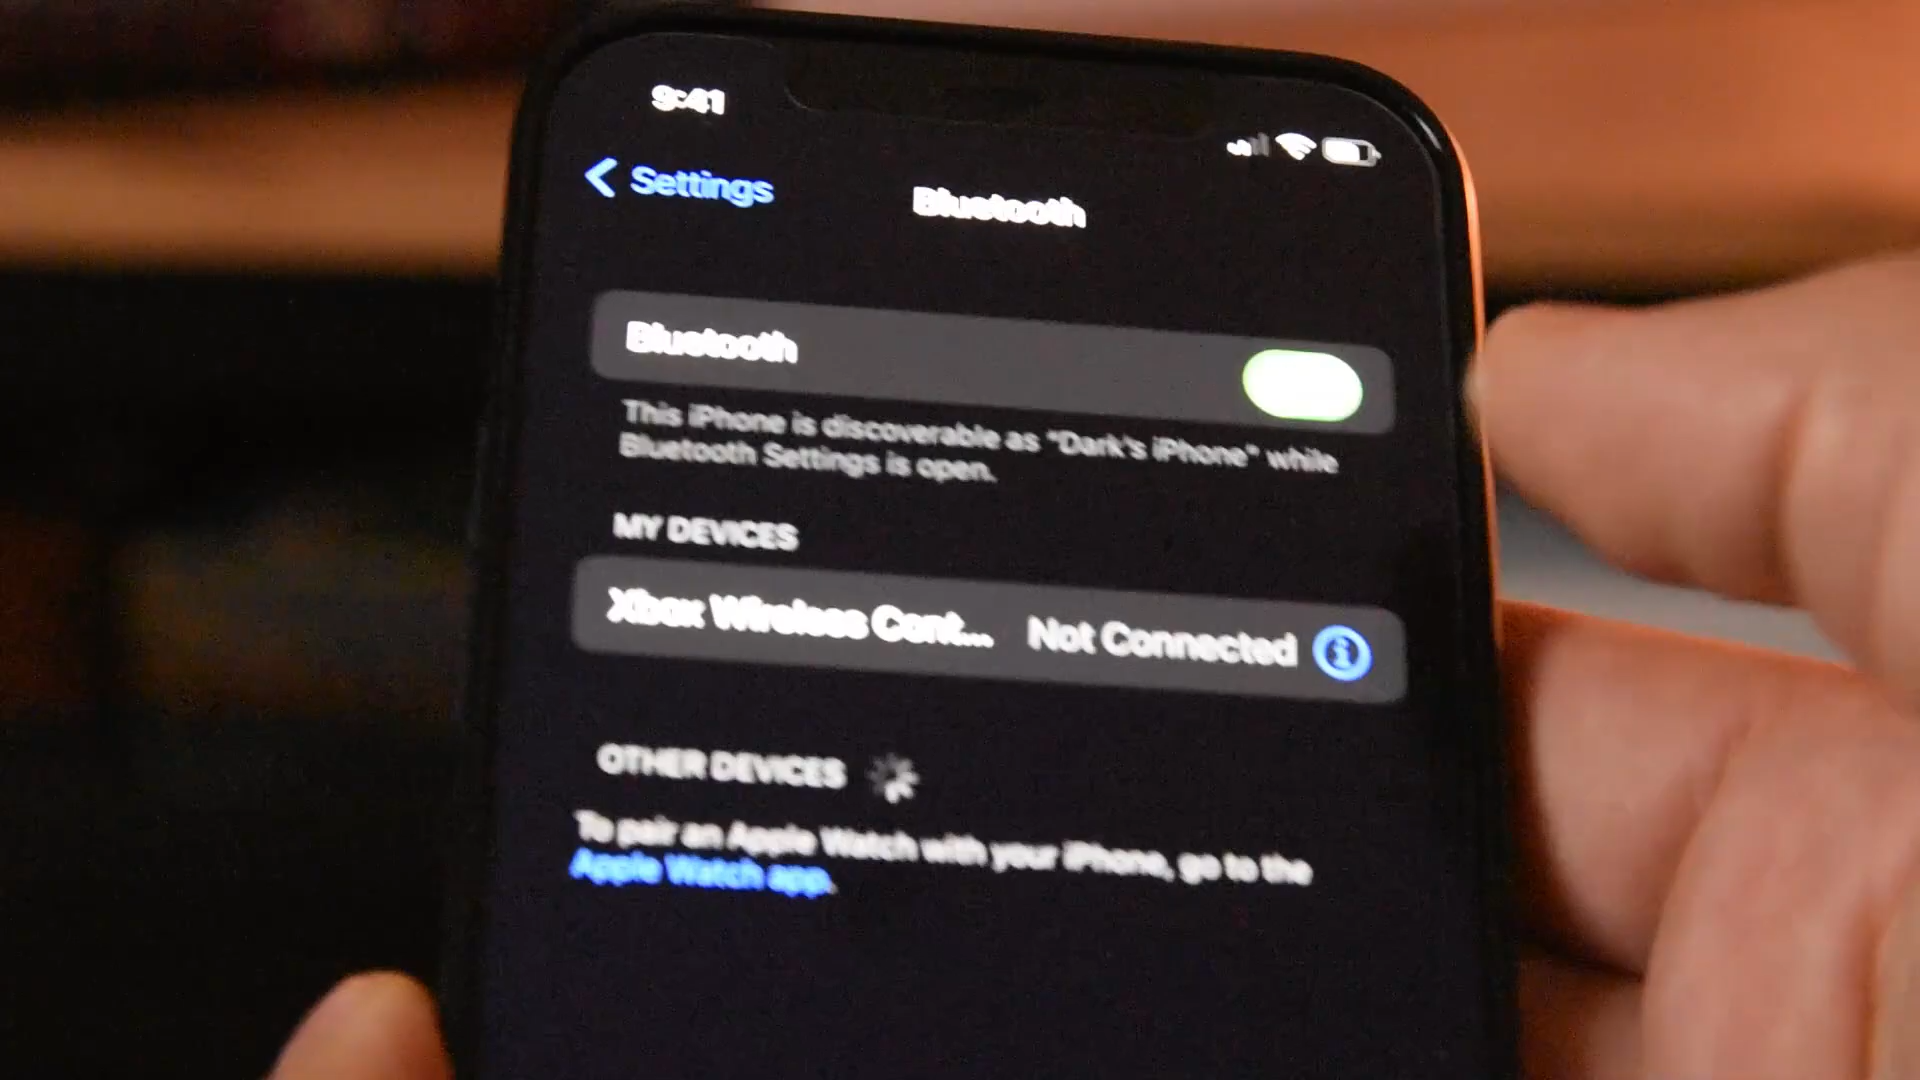 9:41
Settings
Bluetooth
Bluetooth
This iPhone is discoverable as "Dark's iPhone" while
Bluetooth Settings is open.
MY DEVICES
Xbox Wireless Cont... Not Connected
OTHER DEVICES
To pair an Apple Watch with your iPhone, go to the
Apple Watch app.